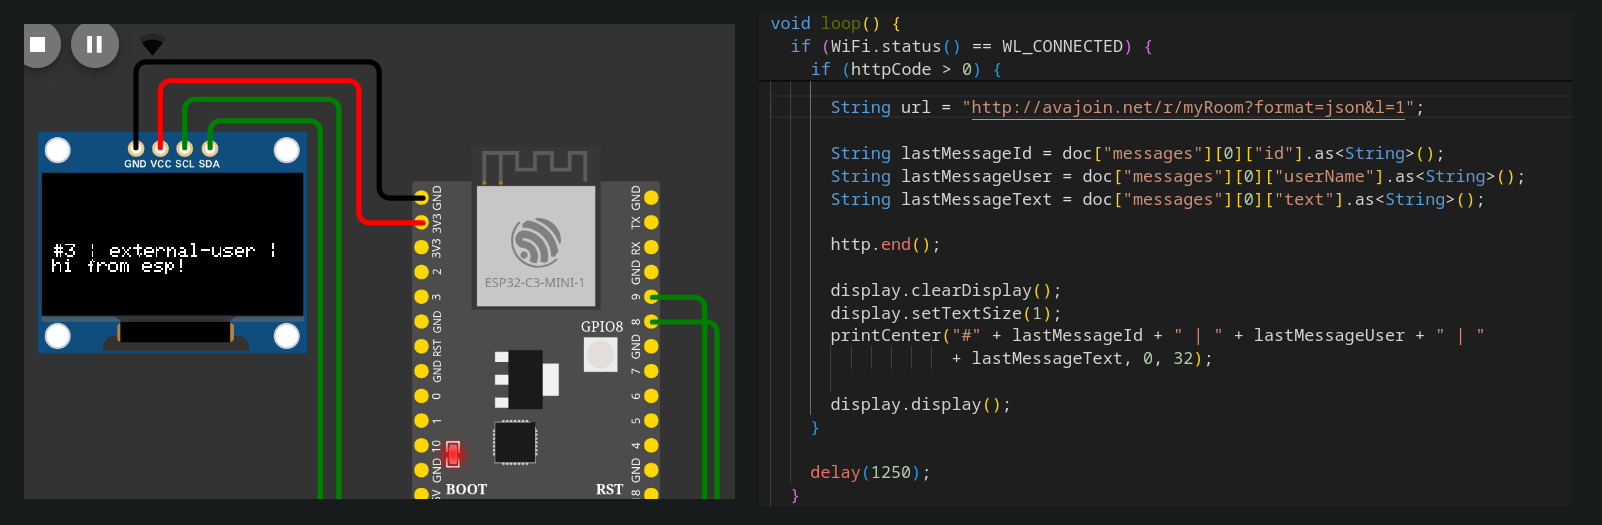 GND VCC SCL SDA
#3 | external-user |
hi from esp!
GND
3V3
3V3
2
3
GND
RST
GND
0
1
10
GND
5V
ESP32-C3-MINI-1
GPIO8
BOOT
RST
GND
TX
RX
GND
9
8
GND
7
6
5
4
GND
18
void loop() {
if (WiFi.status() == WL_CONNECTED) {
if (httpCode > 0) {
String url = "http://avajoin.net/r/myRoom?format=json&l=1";
String lastMessageId = doc["messages"][0]["id"].as<String>();
String lastMessageUser = doc["messages"][0]["userName"].as<String>();
String lastMessageText = doc["messages"][0]["text"].as<String>();
http.end();
display.clearDisplay();
display.setTextSize(1);
printCenter("#" + lastMessageId + " | " + lastMessageUser + " | "
+ lastMessageText, 0, 32);
display.display();
}
delay(1250);
}